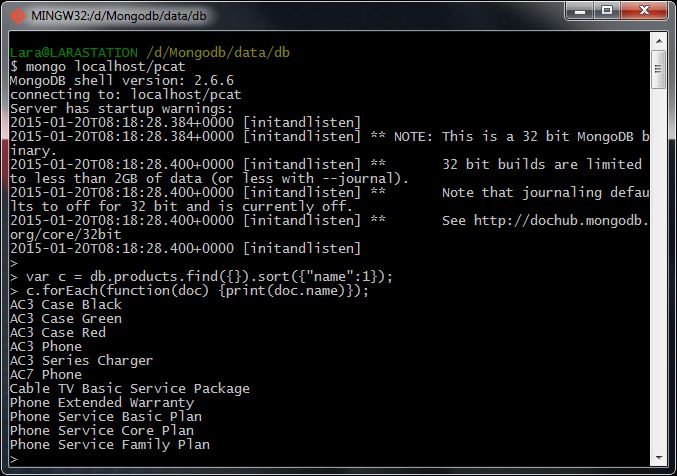 MINGW32:/d/Mongodb/data/db
Lara@LARASTATION /d/Mongodb/data/db
$ mongo localhost/pcat
MongoDB shell version: 2.6.6
connecting to: localhost/pcat
Server has startup warnings:
2015-01-20T08:18:28.384+0000 [initandlisten]
2015-01-20T08:18:28.384+0000 [initandlisten] ** NOTE: This is a 32 bit MongoDB b
inary.
2015-01-20T08:18:28.400+0000 [initandlisten] **       32 bit builds are limited
to less than 2GB of data (or less with --journal).
2015-01-20T08:18:28.400+0000 [initandlisten] **       Note that journaling defau
lts to off for 32 bit and is currently off.
2015-01-20T08:18:28.400+0000 [initandlisten] **       See http://dochub.mongodb.
org/core/32bit
2015-01-20T08:18:28.400+0000 [initandlisten]
>
> var c = db.products.find({}).sort({"name":1});
> c.forEach(function(doc) {print(doc.name)});
AC3 Case Black
AC3 Case Green
AC3 Case Red
AC3 Phone
AC3 Series Charger
AC7 Phone
Cable TV Basic Service Package
Phone Extended Warranty
Phone Service Basic Plan
Phone Service Core Plan
Phone Service Family Plan
>